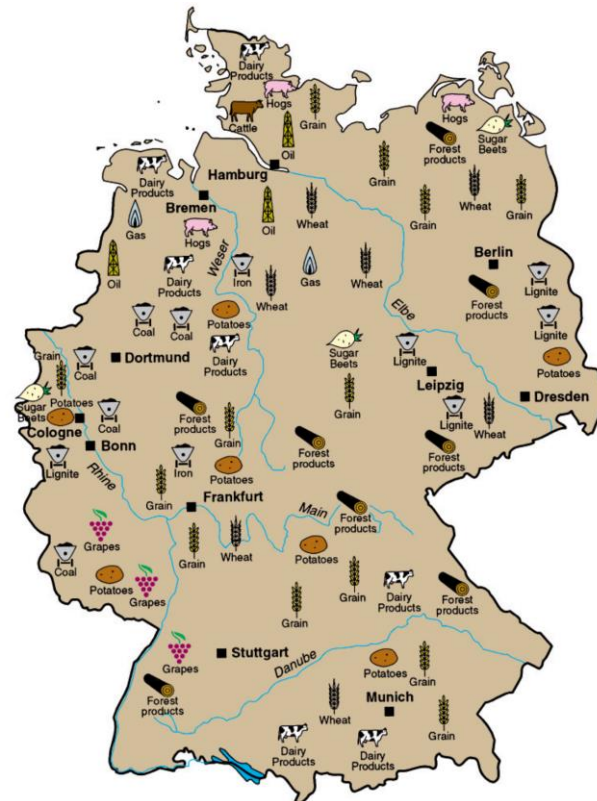 Dairy
Products
Hogs
Cattle
Grain
Oil
Hogs
Forest
products
Sugar
Beets
Hamburg
Dairy
Products
Bremen
Grain
Gas
Hogs
Oil
Wheat
Grain
Wheat
Grain
Weser
Oil
Dairy
Products
Iron
Wheat
Gas
Wheat
Berlin
Forest
products
Lignite
Elbe
Coal
Coal
Potatoes
Dairy
Products
Sugar
Beets
Lignite
Lignite
Potatoes
Grain
Coal
Dortmund
Leipzig
Dresden
Sugar
Beets
Potatoes
Cologne
Coal
Forest
products
Grain
Grain
Lignite
Wheat
Bonn
Lignite
Rhine
Iron
Potatoes
Forest
products
Forest
products
Grain
Frankfurt
Main
Forest
products
Grapes
Grain
Wheat
Potatoes
Coal
Potatoes
Grapes
Grain
Grain
Dairy
Products
Forest
products
Grapes
Stuttgart
Danube
Potatoes
Grain
Forest
products
Wheat
Munich
Grain
Dairy
Products
Dairy
Products